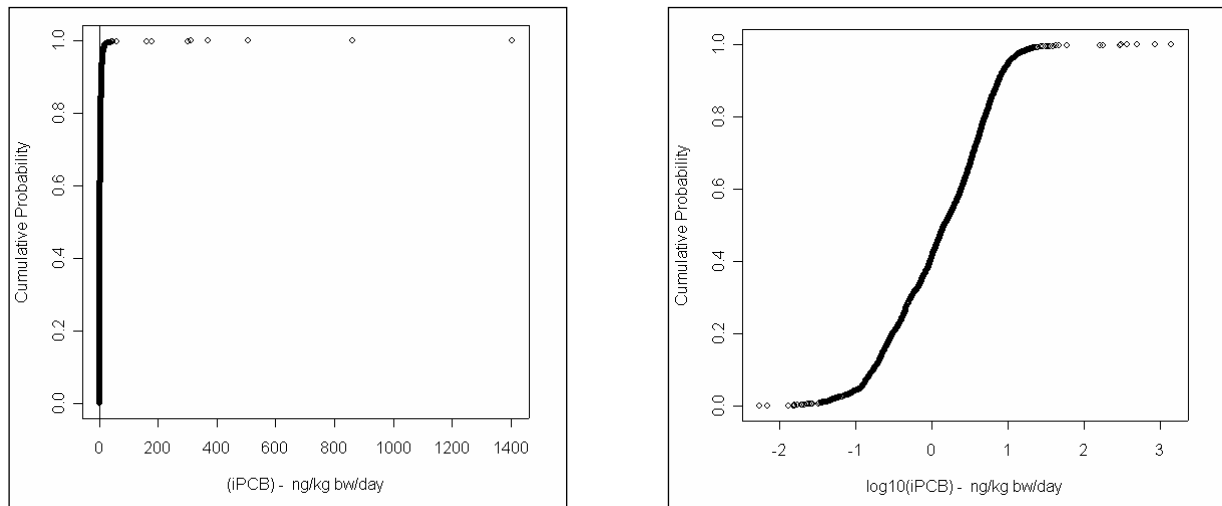 1.0
0.8
0.6
0.4
0.2
0.0
Cumulative Probability
0 200 400 600 800 1000 1200 1400
(iPCB) - ng/kg bw/day
1.0
0.8
0.6
0.4
0.2
0.0
Cumulative Probability
-2 -1 0 1 2 3
log10(iPCB) - ng/kg bw/day